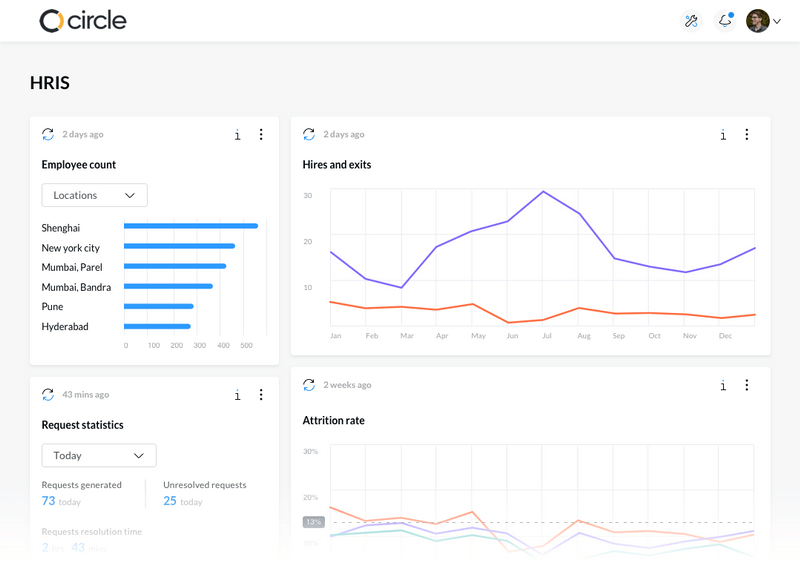 circle
HRIS
2 days ago
i
Employee count
Locations
Shenghai
New york city
Mumbai, Parel
Mumbai, Bandra
Pune
Hyderabad
0 100 200 300 400 500
2 days ago
i
Hires and exits
30
20
10
Jan Feb Mar Apr May Jun Jul Aug Sep Oct Nov Dec
43 mins ago
i
Request statistics
Today
Requests generated
73 today
Unresolved requests
25 today
Requests resolution time
2 hrs 43 mins
2 weeks ago
i
Attrition rate
30%
20%
13%
10%